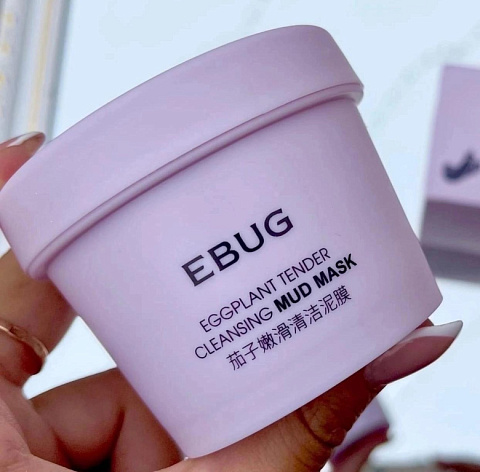 EBUG
EGGPLANT TENDER
CLEANSING MUD MASK
茄子嫩滑清洁泥膜